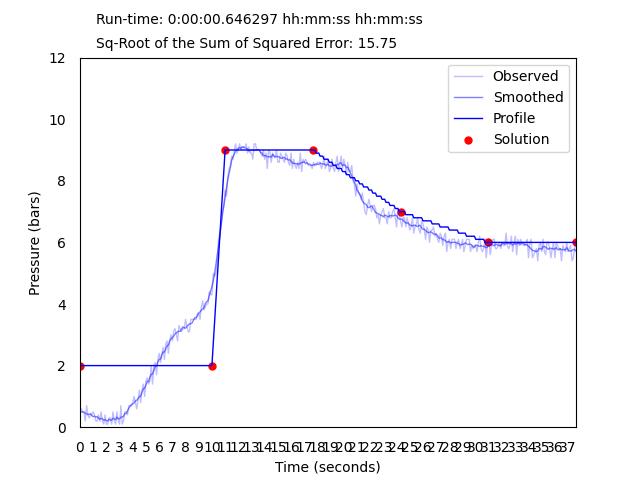 Run-time: 0:00:00.646297 hh:mm:ss hh:mm:ss
Sq-Root of the Sum of Squared Error: 15.75
12
10
8
6
4
2
0
Pressure (bars)
Observed
Smoothed
Profile
Solution
0 1 2 3 4 5 6 7 8 9 10 11 12 13 14 15 16 17 18 19 20 21 22 23 24 25 26 27 28 29 30 31 32 33 34 35 36 37
Time (seconds)